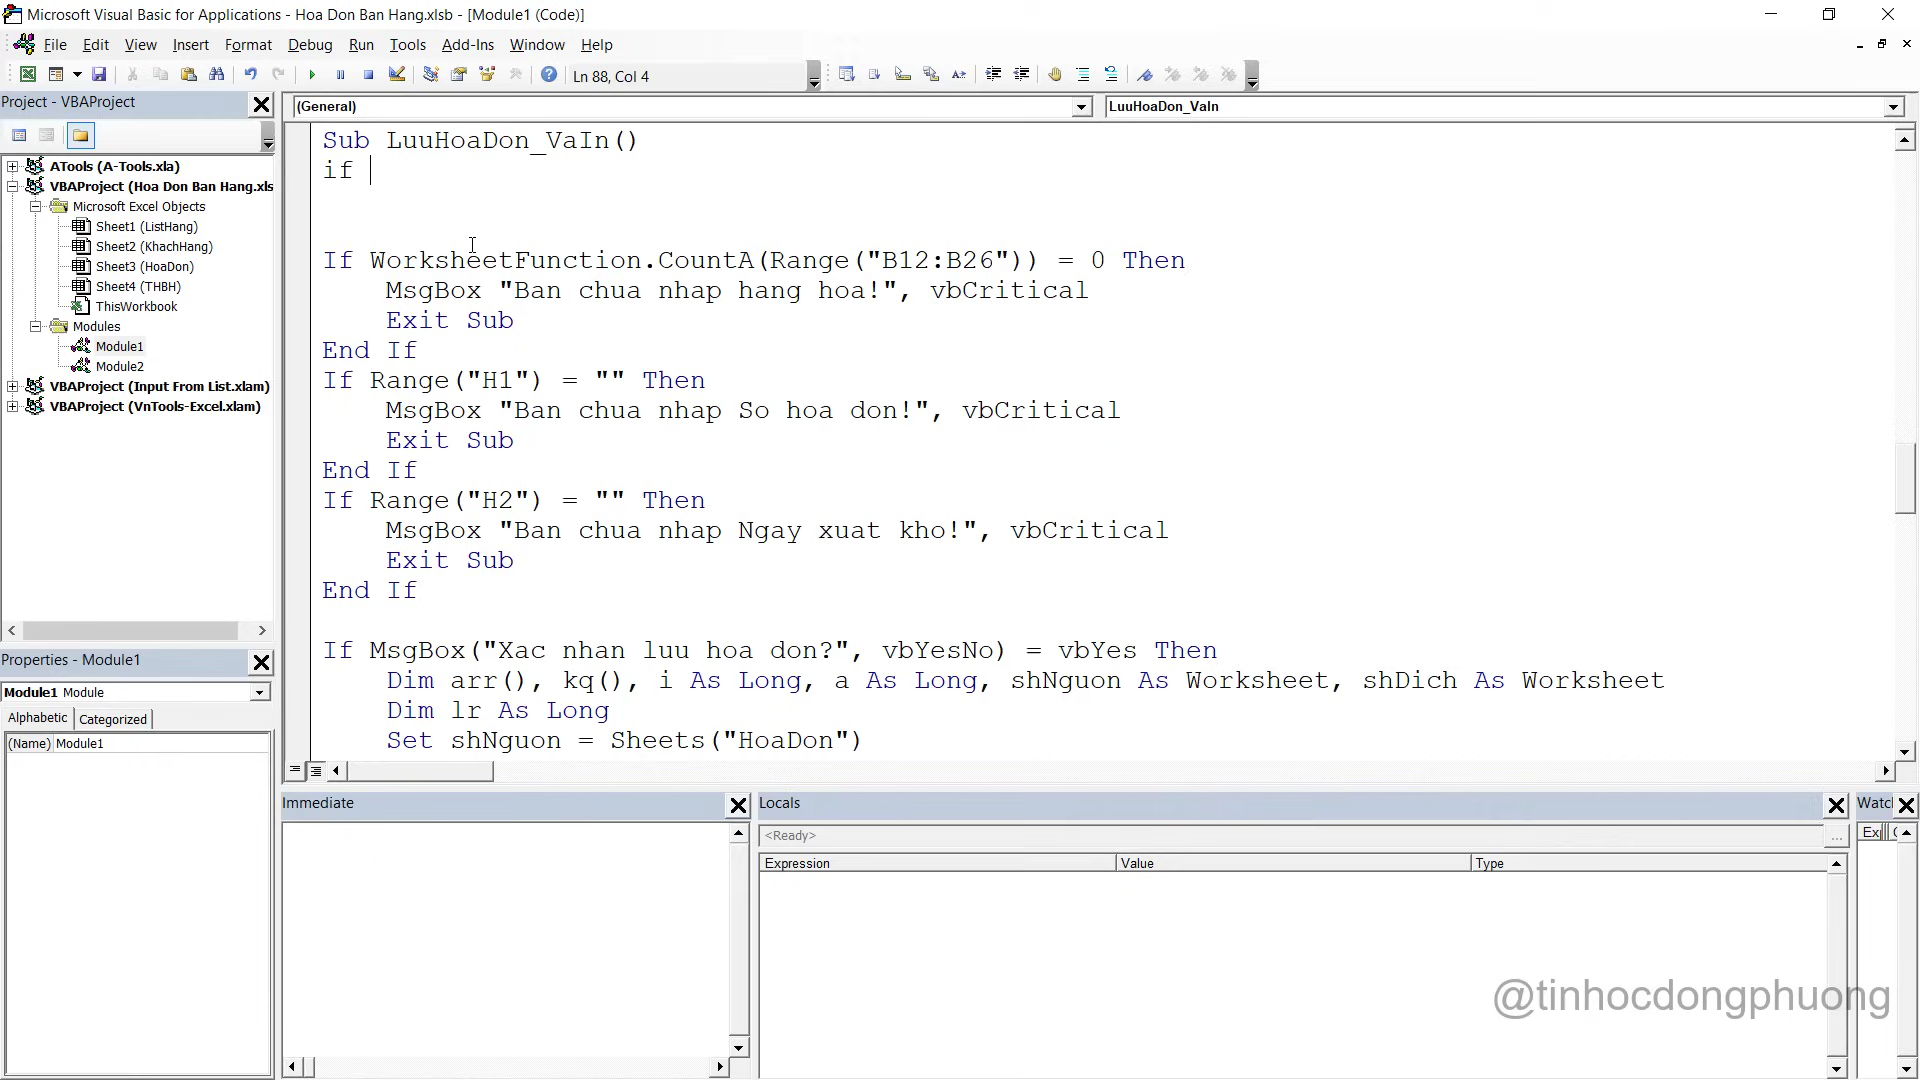 Microsoft Visual Basic for Applications - Hoa Don Ban Hang.xlsb - [Module1 (Code)]
File Edit View Insert Format Debug Run Tools Add-Ins Window Help
Ln 88, Col 4
Project - VBAProject
ATools (A-Tools.xla)
VBAProject (Hoa Don Ban Hang.xls
Microsoft Excel Objects
Sheet1 (ListHang)
Sheet2 (KhachHang)
Sheet3 (HoaDon)
Sheet4 (THBH)
ThisWorkbook
Modules
Module1
Module2
VBAProject (Input From List.xlam)
VBAProject (VnTools-Excel.xlam)
Properties - Module1
Module1 Module
Alphabetic Categorized
(Name) Module1
(General) LuuHoaDon_VaIn
Sub LuuHoaDon_VaIn()
if
If WorksheetFunction.CountA(Range("B12:B26")) = 0 Then
MsgBox "Ban chua nhap hang hoa!", vbCritical
Exit Sub
End If
If Range("H1") = "" Then
MsgBox "Ban chua nhap So hoa don!", vbCritical
Exit Sub
End If
If Range("H2") = "" Then
MsgBox "Ban chua nhap Ngay xuat kho!", vbCritical
Exit Sub
End If
If MsgBox("Xac nhan luu hoa don?", vbYesNo) = vbYes Then
Dim arr(), kq(), i As Long, a As Long, shNguon As Worksheet, shDich As Worksheet
Dim lr As Long
Set shNguon = Sheets("HoaDon")
Immediate
Locals
<Ready>
...
Expression Value Type
Watc
Ex
@tinhocdongphuong